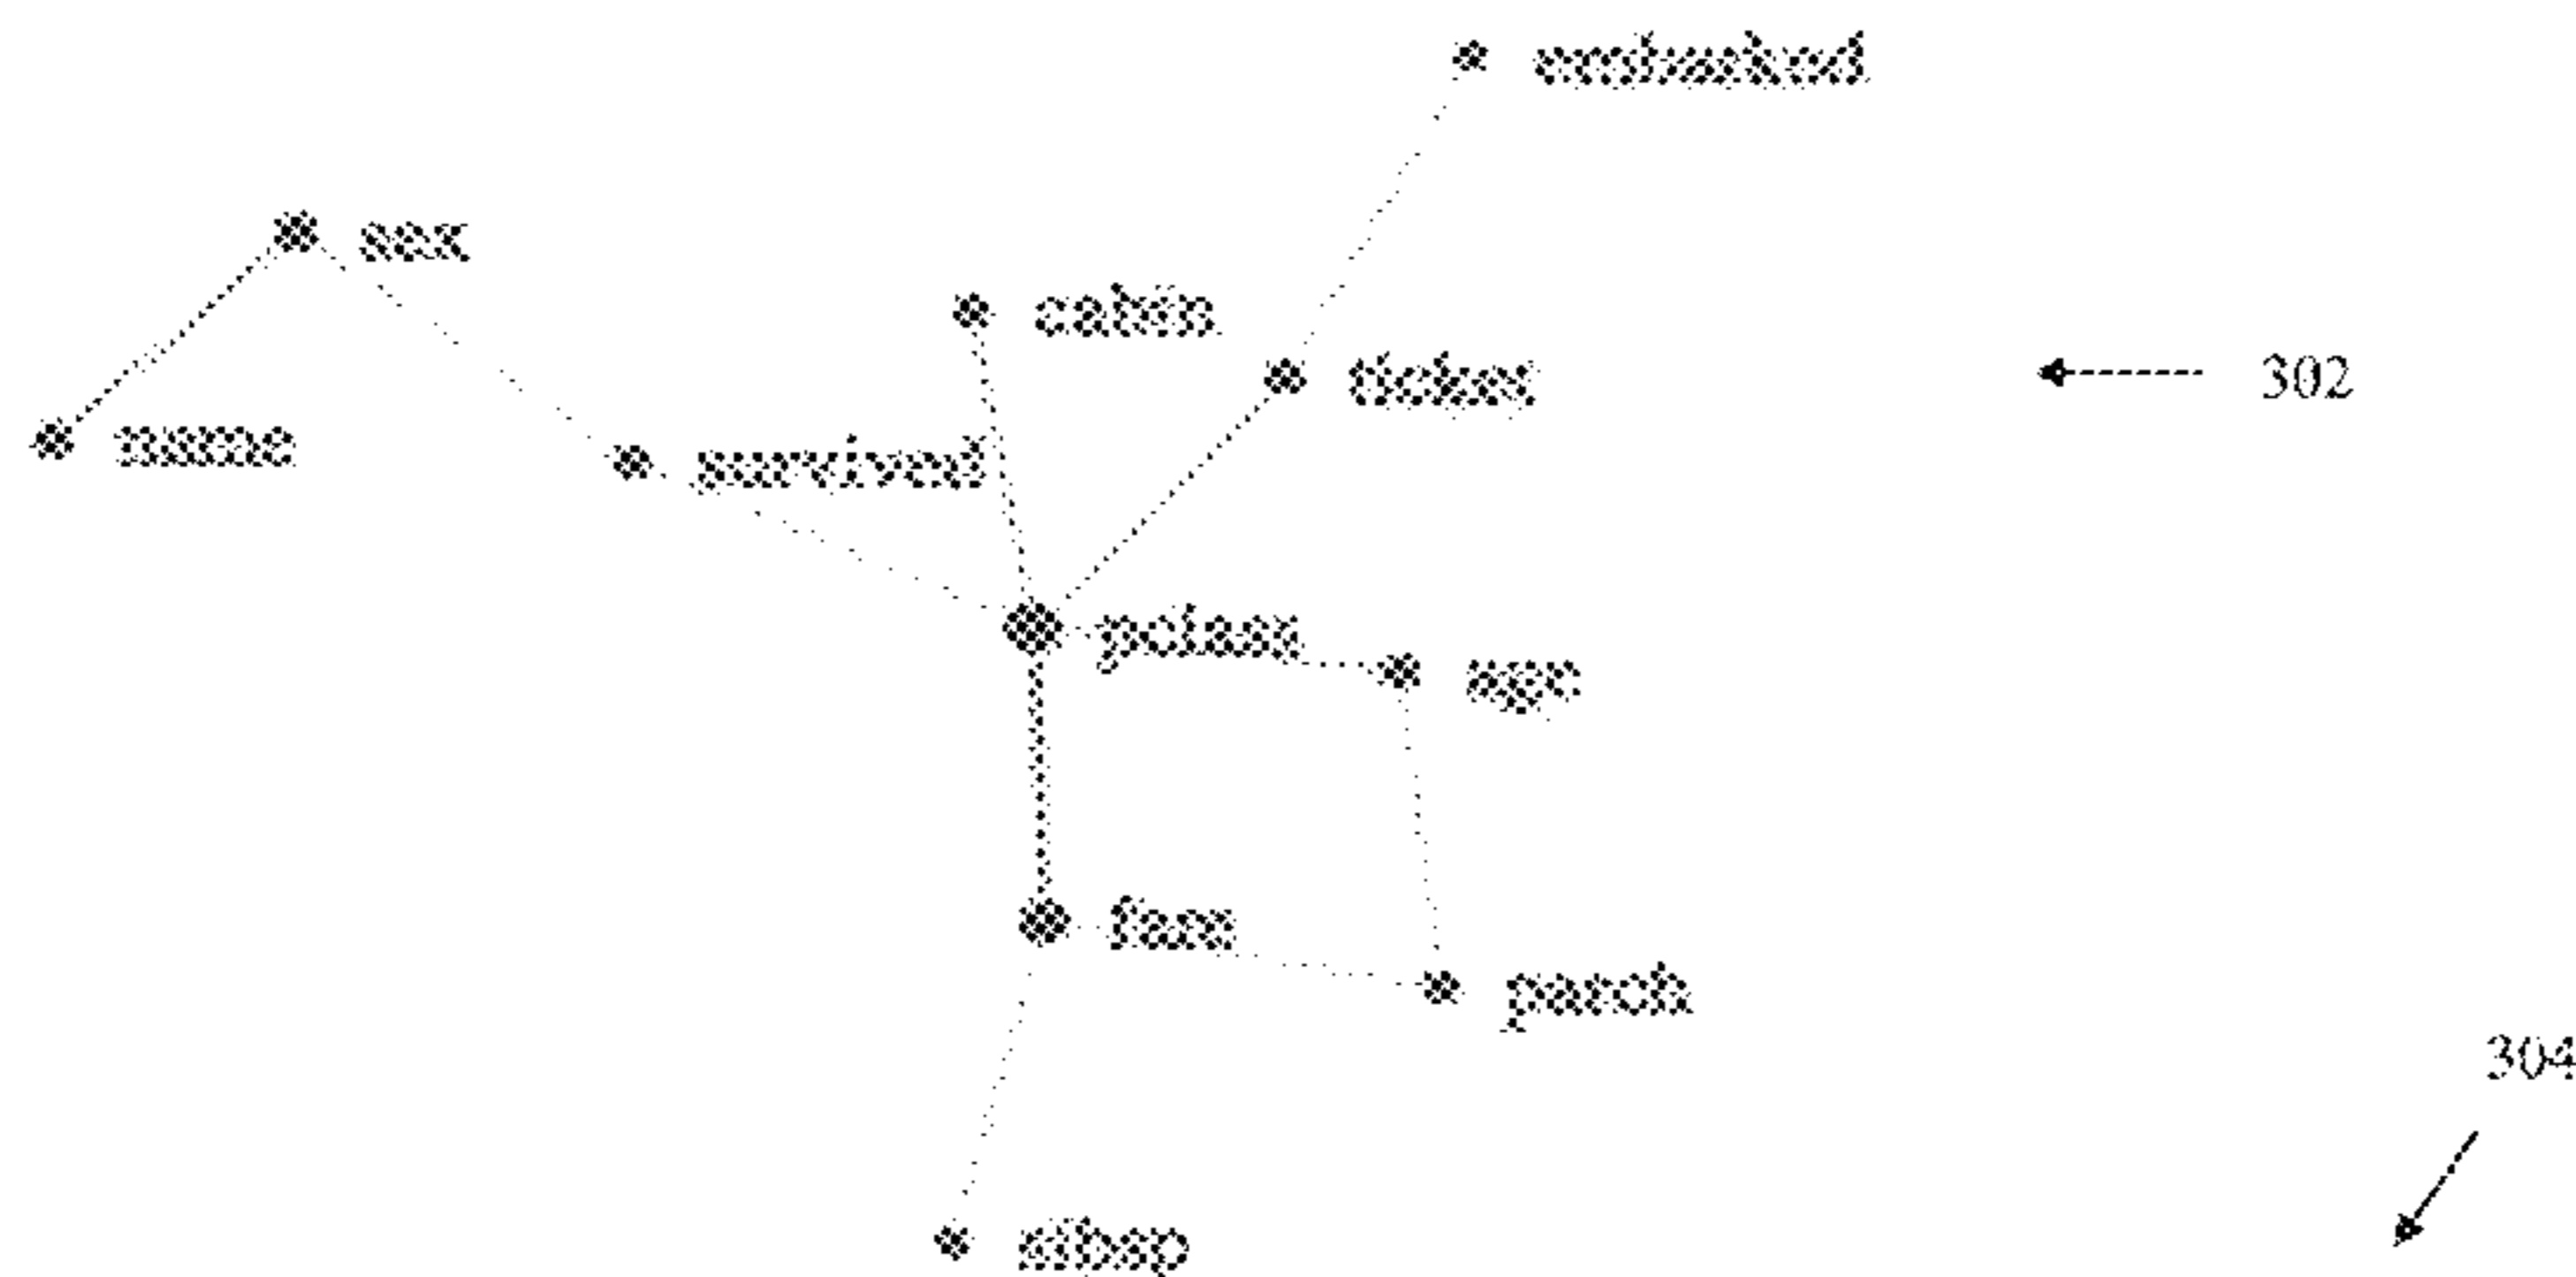 embarked
sex
cabin
ticket
302
name
survived
pclass
age
fare
parch
304
sibsp